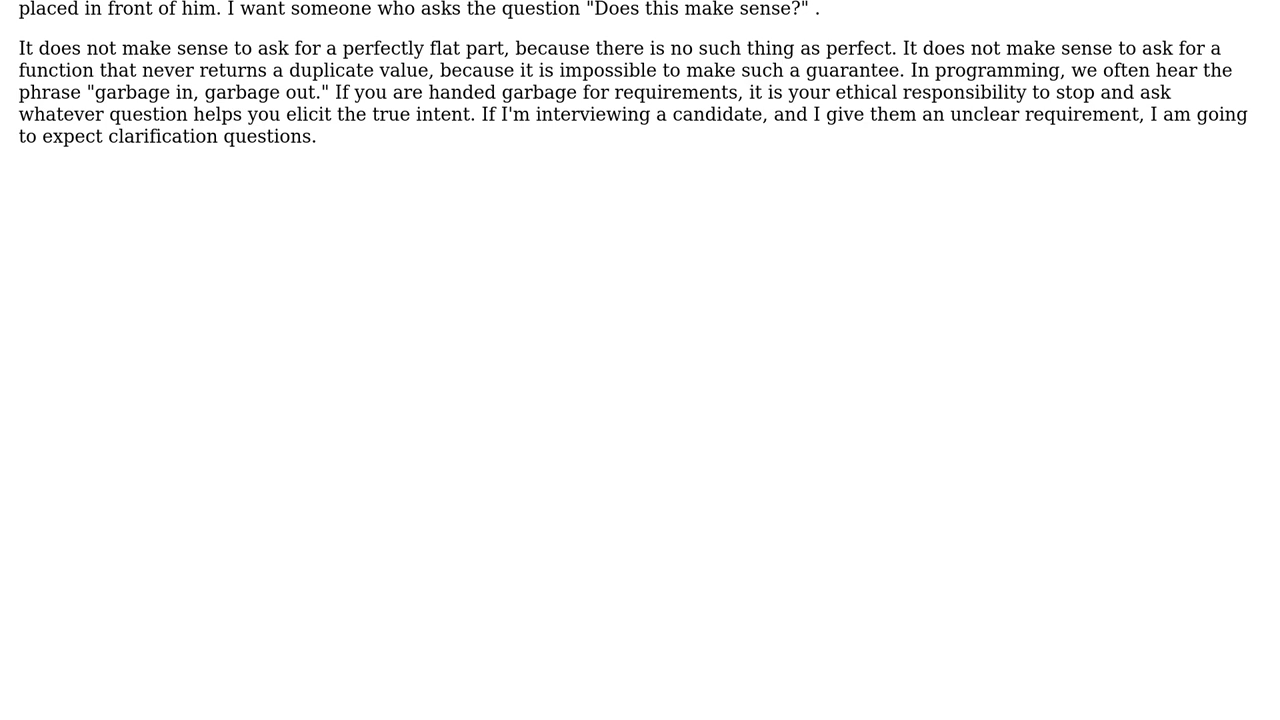 placed in front of him. I want someone who asks the question "Does this make sense?" .
It does not make sense to ask for a perfectly flat part, because there is no such thing as perfect. It does not make sense to ask for a
function that never returns a duplicate value, because it is impossible to make such a guarantee. In programming, we often hear the
phrase "garbage in, garbage out." If you are handed garbage for requirements, it is your ethical responsibility to stop and ask
whatever question helps you elicit the true intent. If I'm interviewing a candidate, and I give them an unclear requirement, I am going
to expect clarification questions.